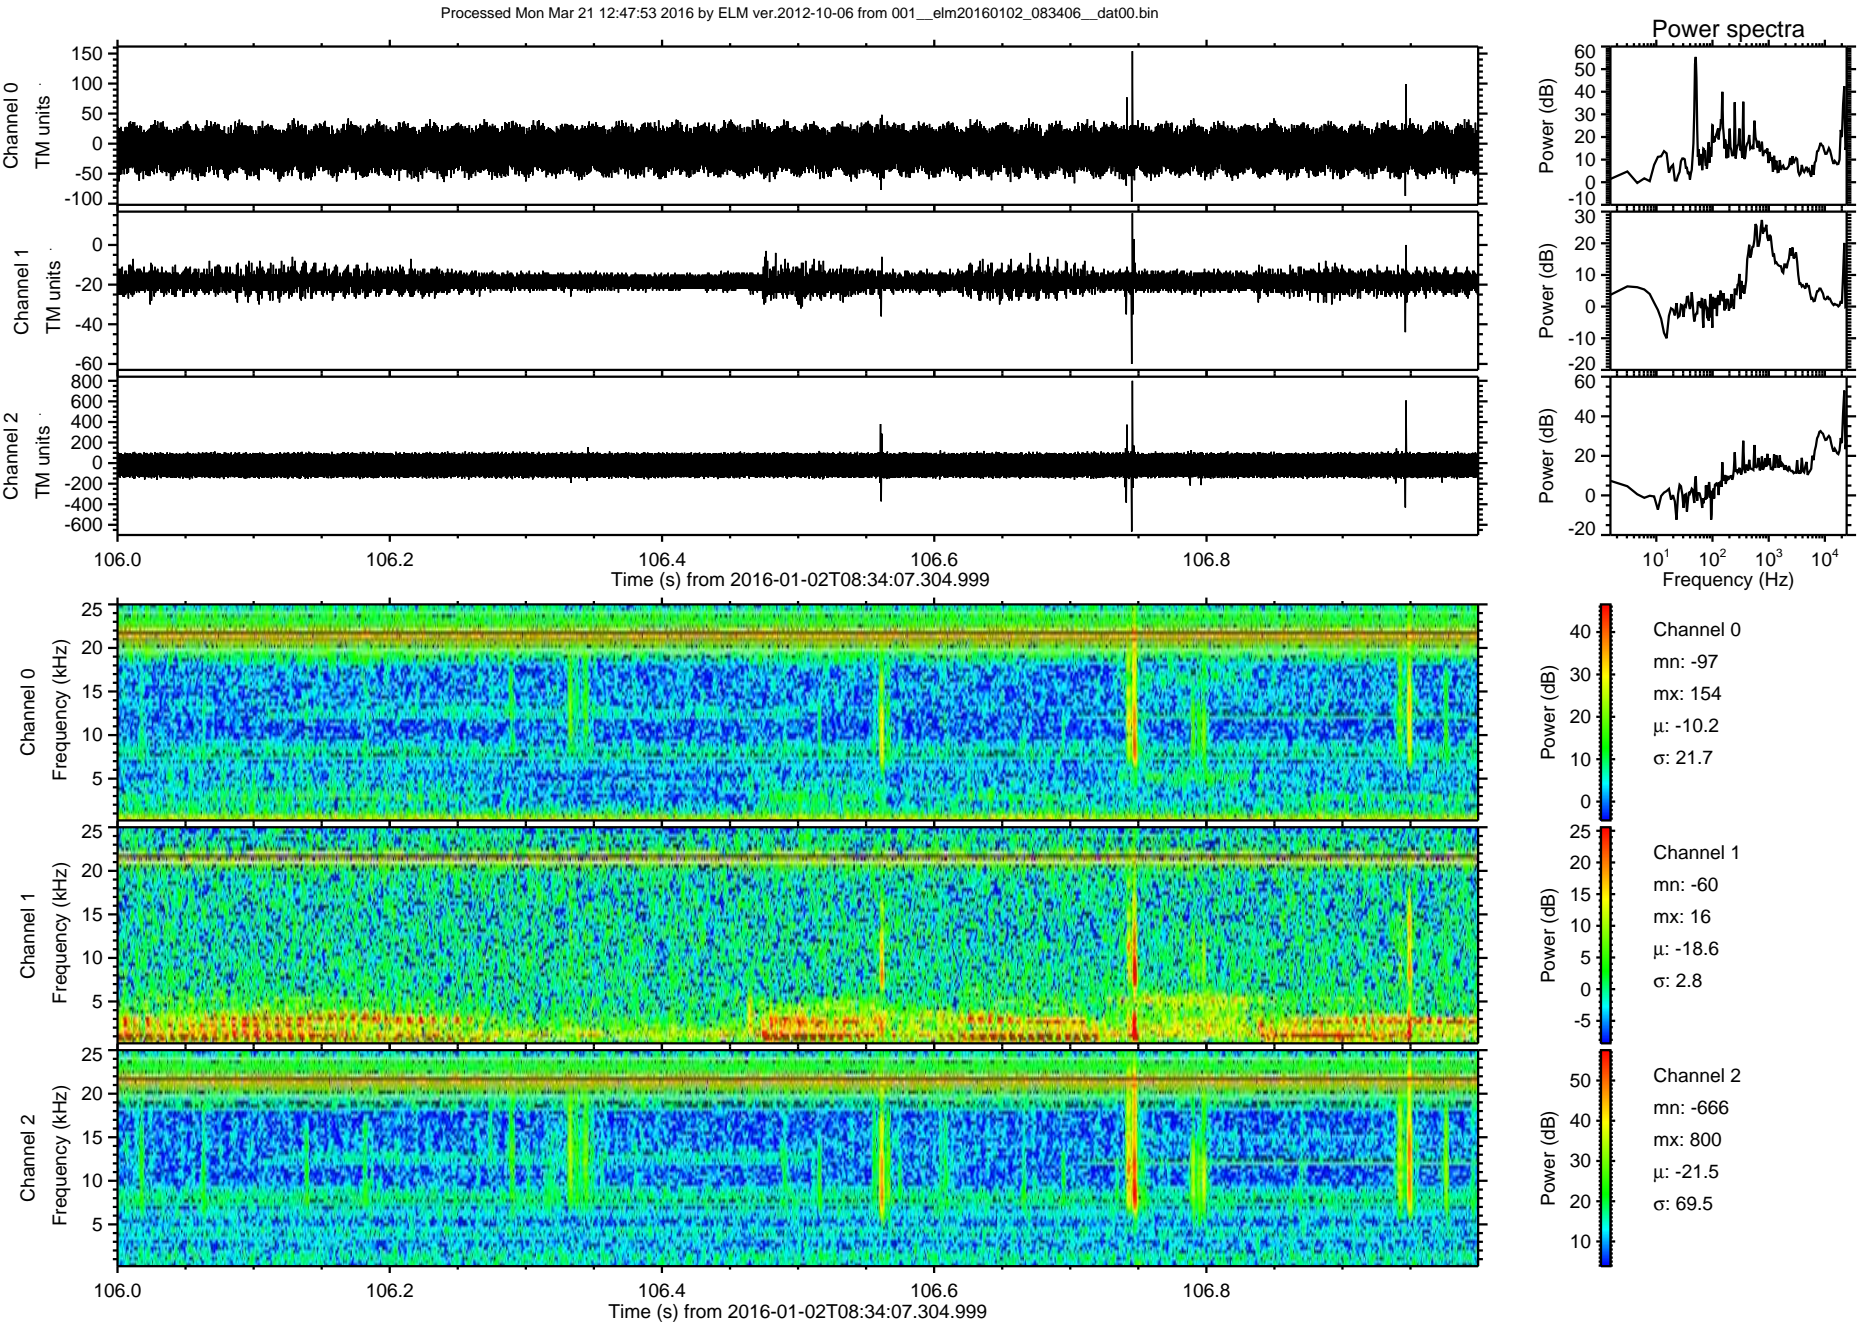 Processed Mon Mar 21 12:47:53 2016 by ELM ver.2012-10-06 from 001__elm20160102_083406__dat00.bin
Power spectra
Channel 0
TM units
150
100
50
0
-50
-100
Power (dB)
60
50
40
30
20
10
0
-10
Channel 1
TM units
0
-20
-40
-60
Power (dB)
30
20
10
0
-10
-20
Channel 2
TM units
800
600
400
200
0
-200
-400
-600
Power (dB)
60
40
20
0
-20
106.0 106.2 106.4 106.6 106.8
Time (s) from 2016-01-02T08:34:07.304.999
10¹ 10² 10³ 10⁴
Frequency (Hz)
Channel 0
Frequency (kHz)
25
20
15
10
5
Power (dB)
40
30
20
10
0
Channel 0
mn: -97
mx: 154
μ: -10.2
σ: 21.7
Channel 1
Frequency (kHz)
25
20
15
10
5
Power (dB)
25
20
15
10
5
0
-5
Channel 1
mn: -60
mx: 16
μ: -18.6
σ: 2.8
Channel 2
Frequency (kHz)
25
20
15
10
5
Power (dB)
50
40
30
20
10
Channel 2
mn: -666
mx: 800
μ: -21.5
σ: 69.5
106.0 106.2 106.4 106.6 106.8
Time (s) from 2016-01-02T08:34:07.304.999